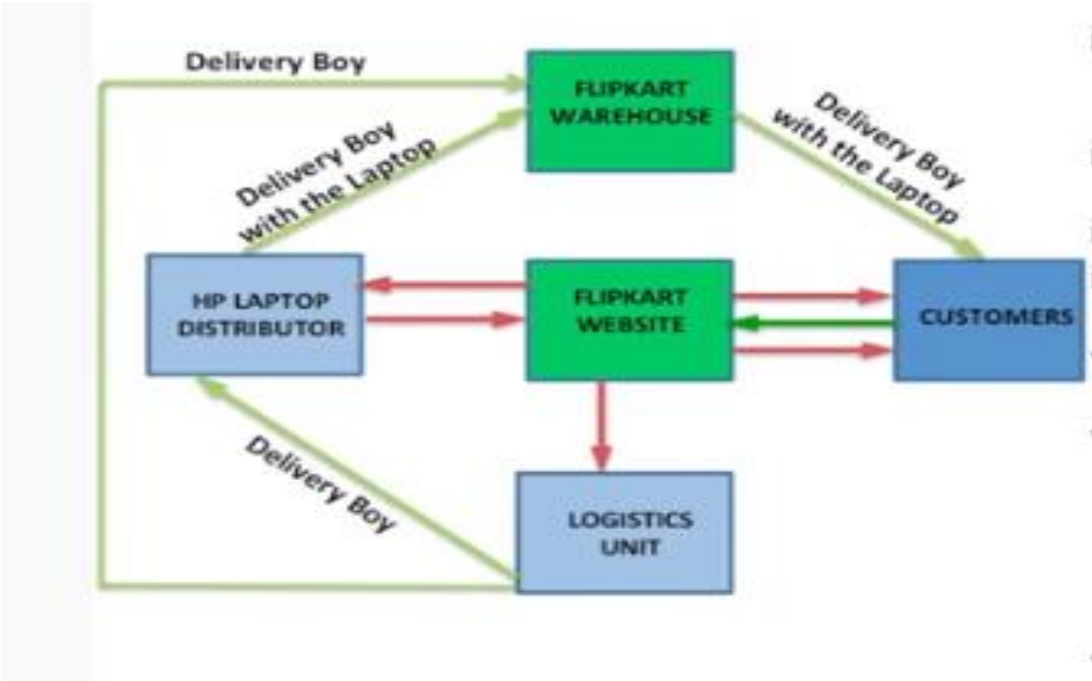 Delivery Boy
FLIPKART
WAREHOUSE
Delivery Boy
with the Laptop
Delivery Boy
with the Laptop
HP LAPTOP
DISTRIBUTOR
FLIPKART
WEBSITE
CUSTOMERS
Delivery Boy
LOGISTICS
UNIT